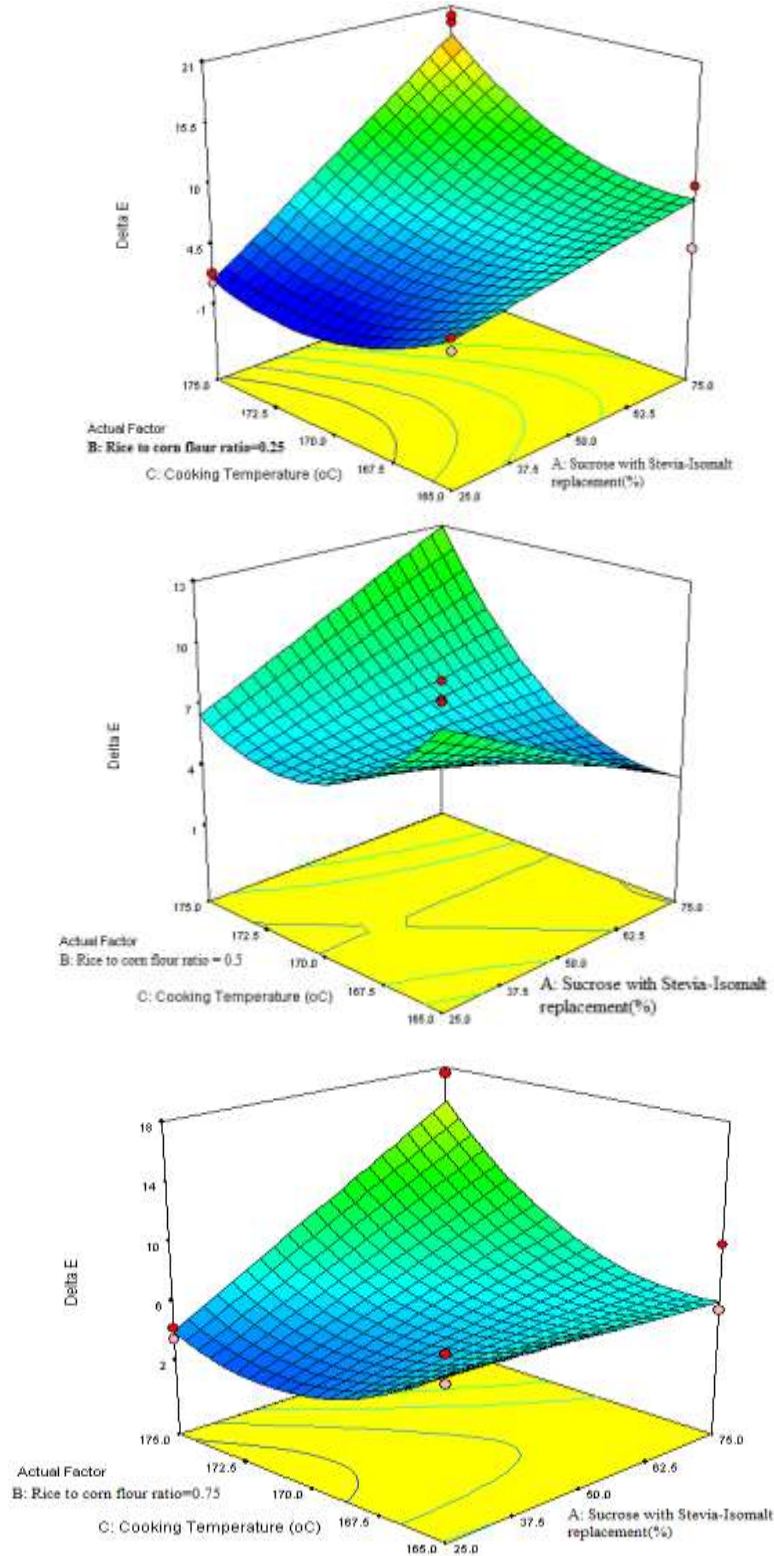 21
15.5
10
4.5
-1
Delta E
175.0
172.5
170.0
167.5
165.0
25.0
37.5
50.0
62.5
75.0
Actual Factor
B: Rice to corn flour ratio=0.25
C: Cooking Temperature (oC)
A: Sucrose with Stevia-Isomalt
replacement(%)
13
10
7
4
1
Delta E
175.0
172.5
170.0
167.5
165.0
25.0
37.5
50.0
62.5
75.0
Actual Factor
B: Rice to corn flour ratio = 0.5
C: Cooking Temperature (oC)
A: Sucrose with Stevia-Isomalt
replacement(%)
18
14
10
6
2
Delta E
175.0
172.5
170.0
167.5
165.0
25.0
37.5
50.0
62.5
75.0
Actual Factor
B: Rice to corn flour ratio=0.75
C: Cooking Temperature (oC)
A: Sucrose with Stevia-Isomalt
replacement(%)